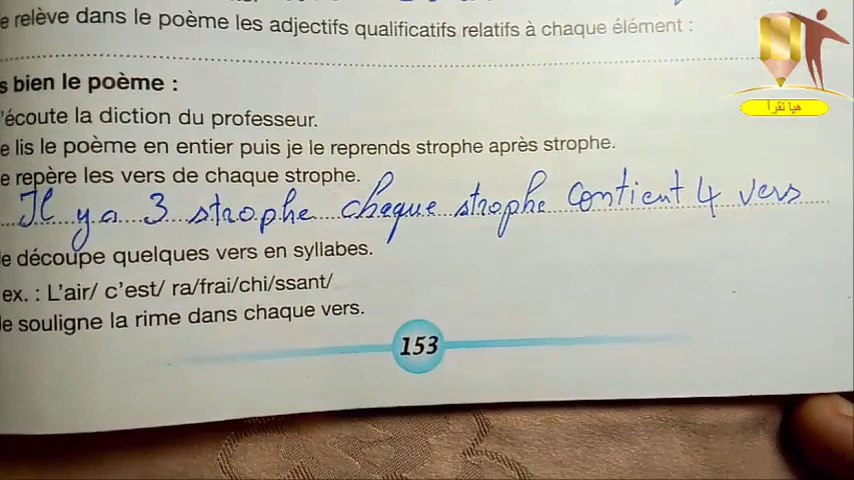 e relève dans le poème les adjectifs qualificatifs relatifs à chaque élément :
هيا نقرأ
s bien le poème :
'écoute la diction du professeur.
e lis le poème en entier puis je le reprends strophe après strophe.
e repère les vers de chaque strophe.
Il y a 3 strophe chaque strophe contient 4 vers
le découpe quelques vers en syllabes.
ex. : L'air/ c'est/ ra/frai/chi/ssant/
le souligne la rime dans chaque vers.
153